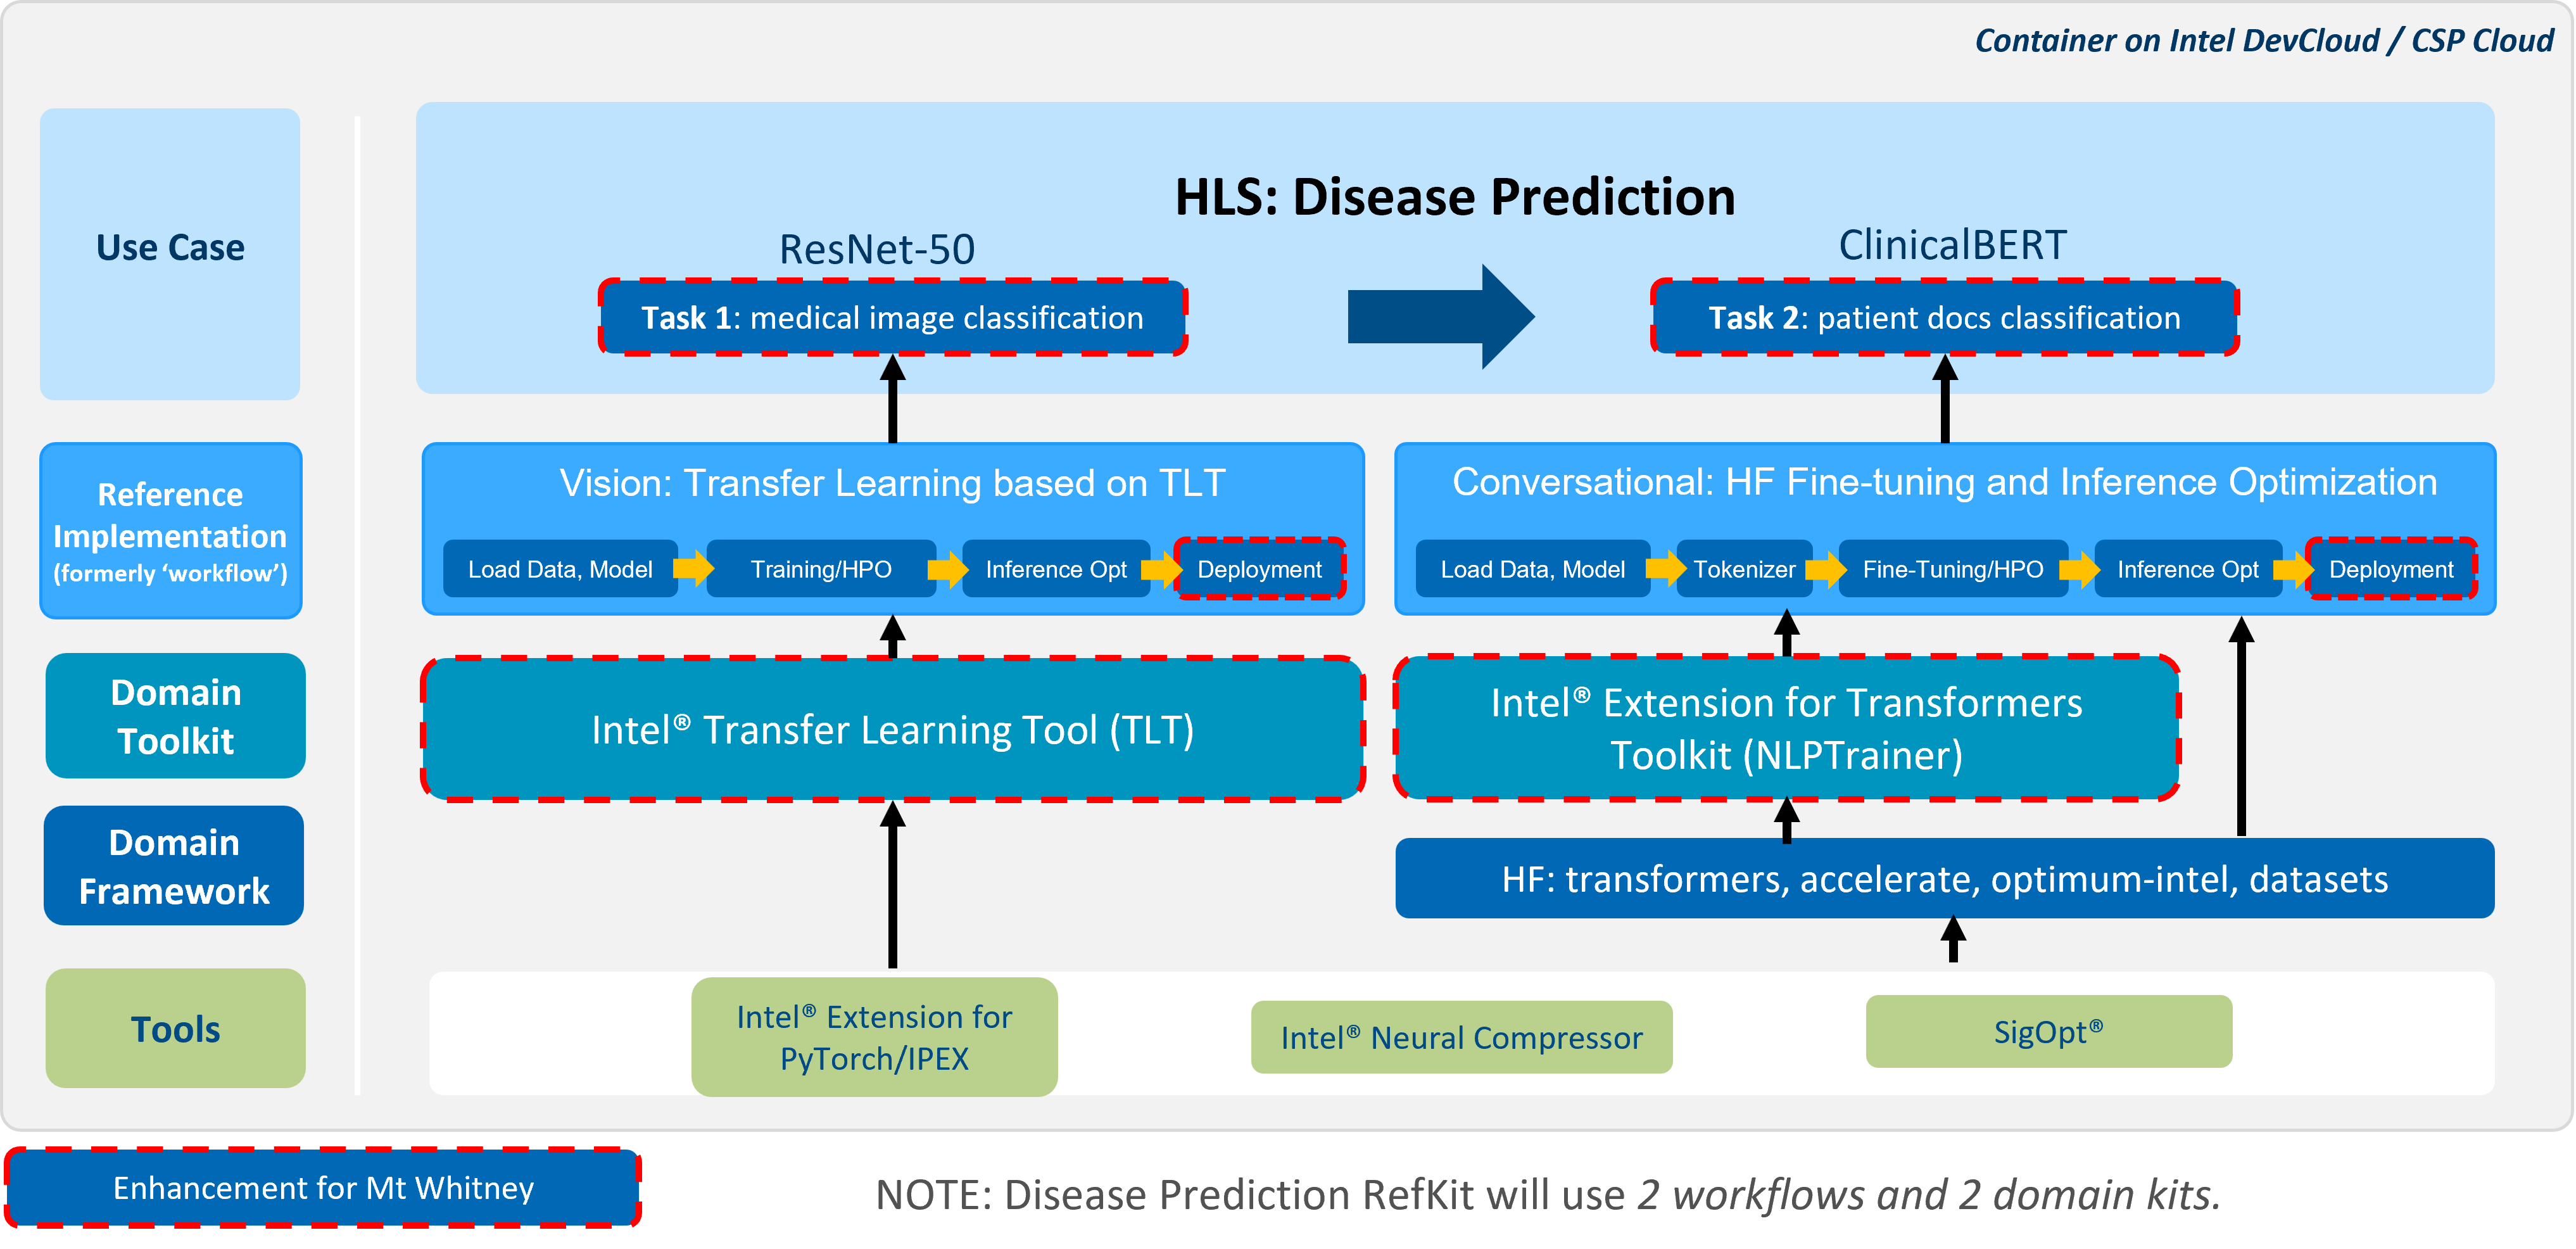 Container on Intel DevCloud / CSP Cloud
Use Case
HLS: Disease Prediction
ResNet-50
ClinicalBERT
Task 1: medical image classification
Task 2: patient docs classification
Reference
Implementation
(formerly ‘workflow’)
Vision: Transfer Learning based on TLT
Load Data, Model
Training/HPO
Inference Opt
Deployment
Conversational: HF Fine-tuning and Inference Optimization
Load Data, Model
Tokenizer
Fine-Tuning/HPO
Inference Opt
Deployment
Domain
Toolkit
Intel® Transfer Learning Tool (TLT)
Intel® Extension for Transformers
Toolkit (NLPTrainer)
Domain
Framework
HF: transformers, accelerate, optimum-intel, datasets
Tools
Intel® Extension for
PyTorch/IPEX
Intel® Neural Compressor
SigOpt®
Enhancement for Mt Whitney
NOTE: Disease Prediction RefKit will use 2 workflows and 2 domain kits.